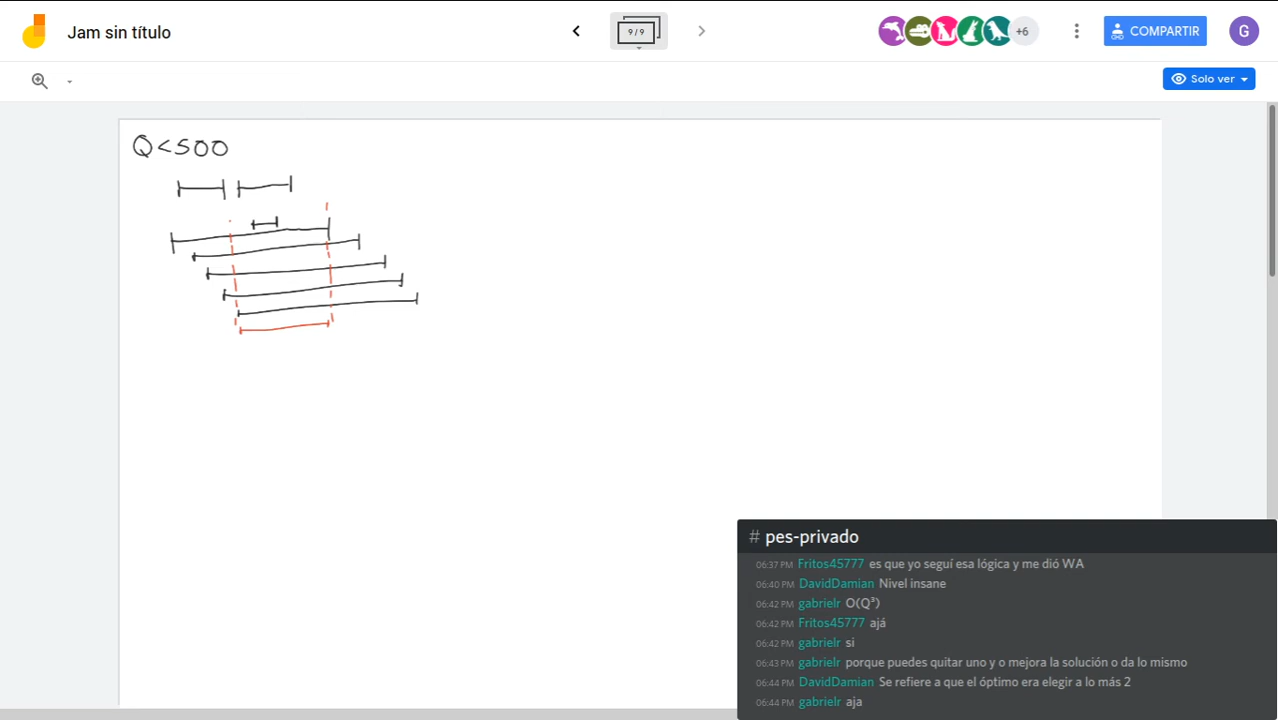 Jam sin título
9/9
+6
COMPARTIR
G
Solo ver
Q<500
# pes-privado
06:37 PM Fritos45777 es que yo seguí esa lógica y me dió WA
06:40 PM DavidDamian Nivel insane
06:42 PM gabrielr O(Q³)
06:42 PM Fritos45777 ajá
06:42 PM gabrielr si
06:43 PM gabrielr porque puedes quitar uno y o mejora la solución o da lo mismo
06:44 PM DavidDamian Se refiere a que el óptimo era elegir a lo más 2
06:44 PM gabrielr aja